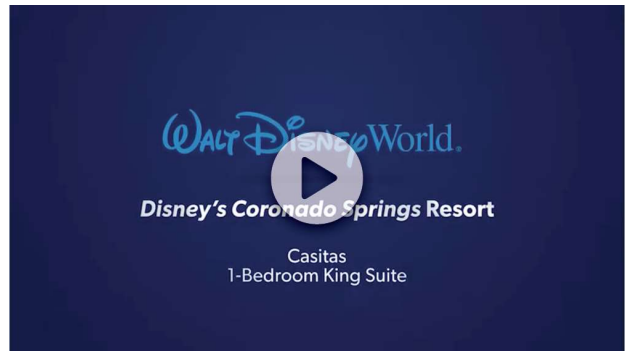 WALT DISNEY World.
Disney's Coronado Springs Resort
Casitas
1-Bedroom King Suite